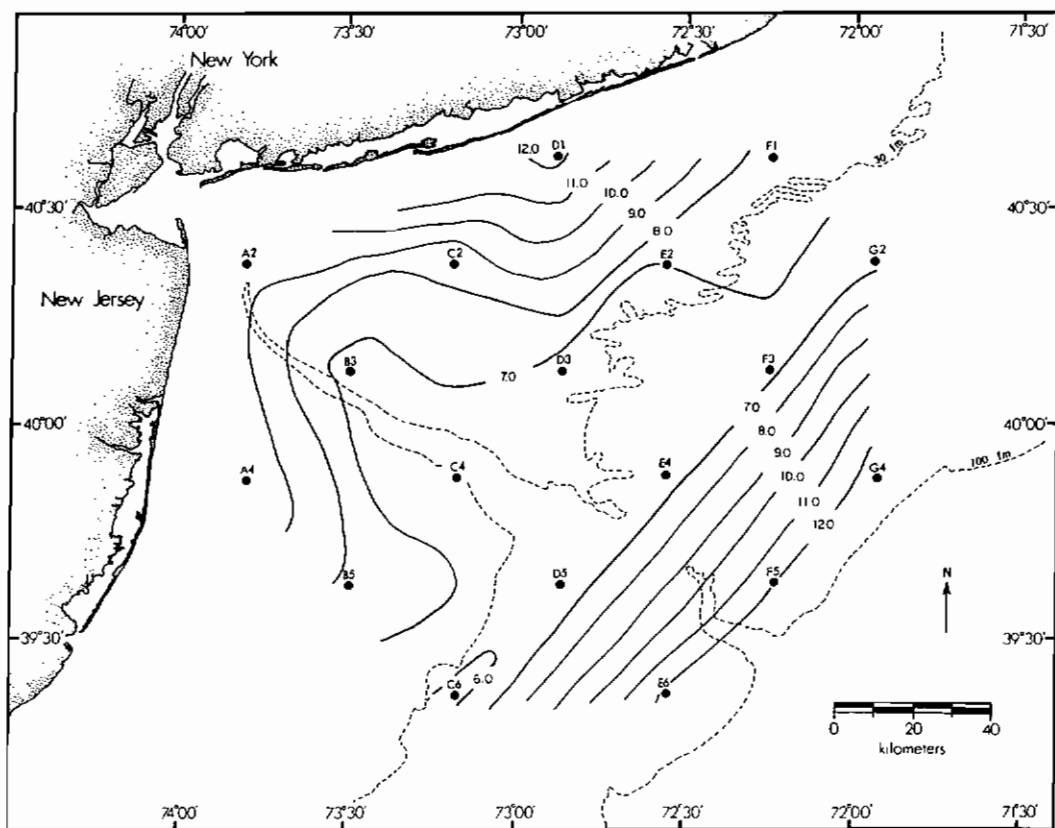 74°00'
73°30'
73°00'
72°30'
72°00'
71°30'
New York
12.0
D1
F1
30 fm
11.0
10.0
9.0
8.0
40°30'
40°30'
A2
C2
E2
G2
New Jersey
B3
7.0
D3
F3
7.0
8.0
9.0
10.0
11.0
12.0
40°00'
40°00'
100 fm
A4
C4
E4
G4
B5
D5
F5
N
39°30'
39°30'
C6
6.0
E6
0 20 40
kilometers
74°00'
73°30'
73°00'
72°30'
72°00'
71°30'